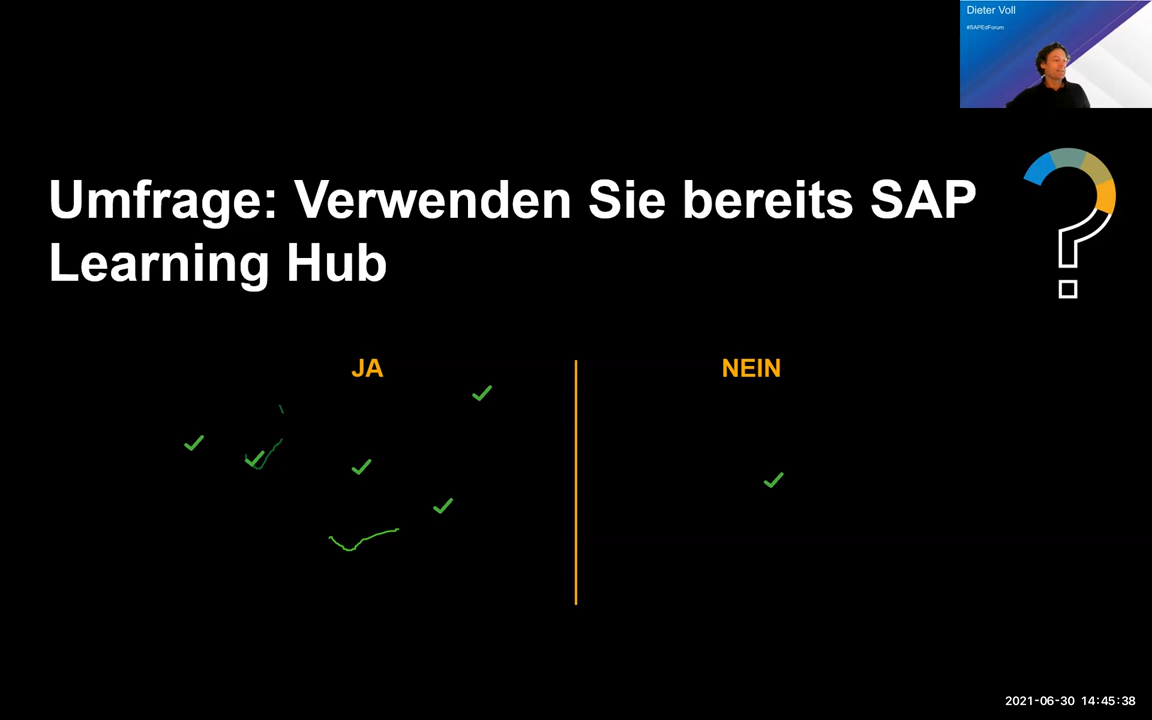 Dieter Voll
#SAPEdForum
Umfrage: Verwenden Sie bereits SAP
Learning Hub
JA
NEIN
2021-06-30 14:45:38